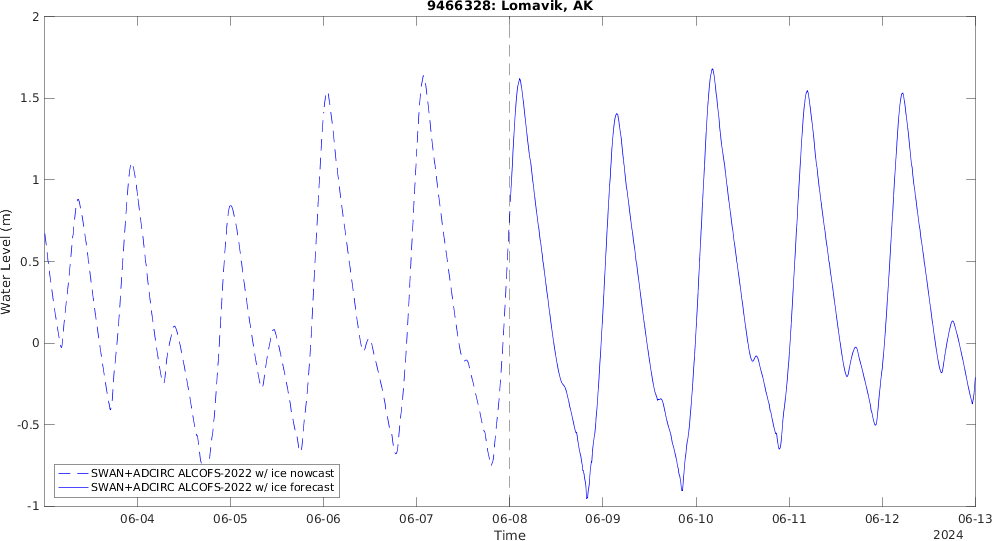 9466328: Lomavik, AK
Water Level (m)
2
1.5
1
0.5
0
-0.5
-1
SWAN+ADCIRC ALCOFS-2022 w/ ice nowcast
SWAN+ADCIRC ALCOFS-2022 w/ ice forecast
06-04 06-05 06-06 06-07 06-08 06-09 06-10 06-11 06-12 06-13
Time
2024